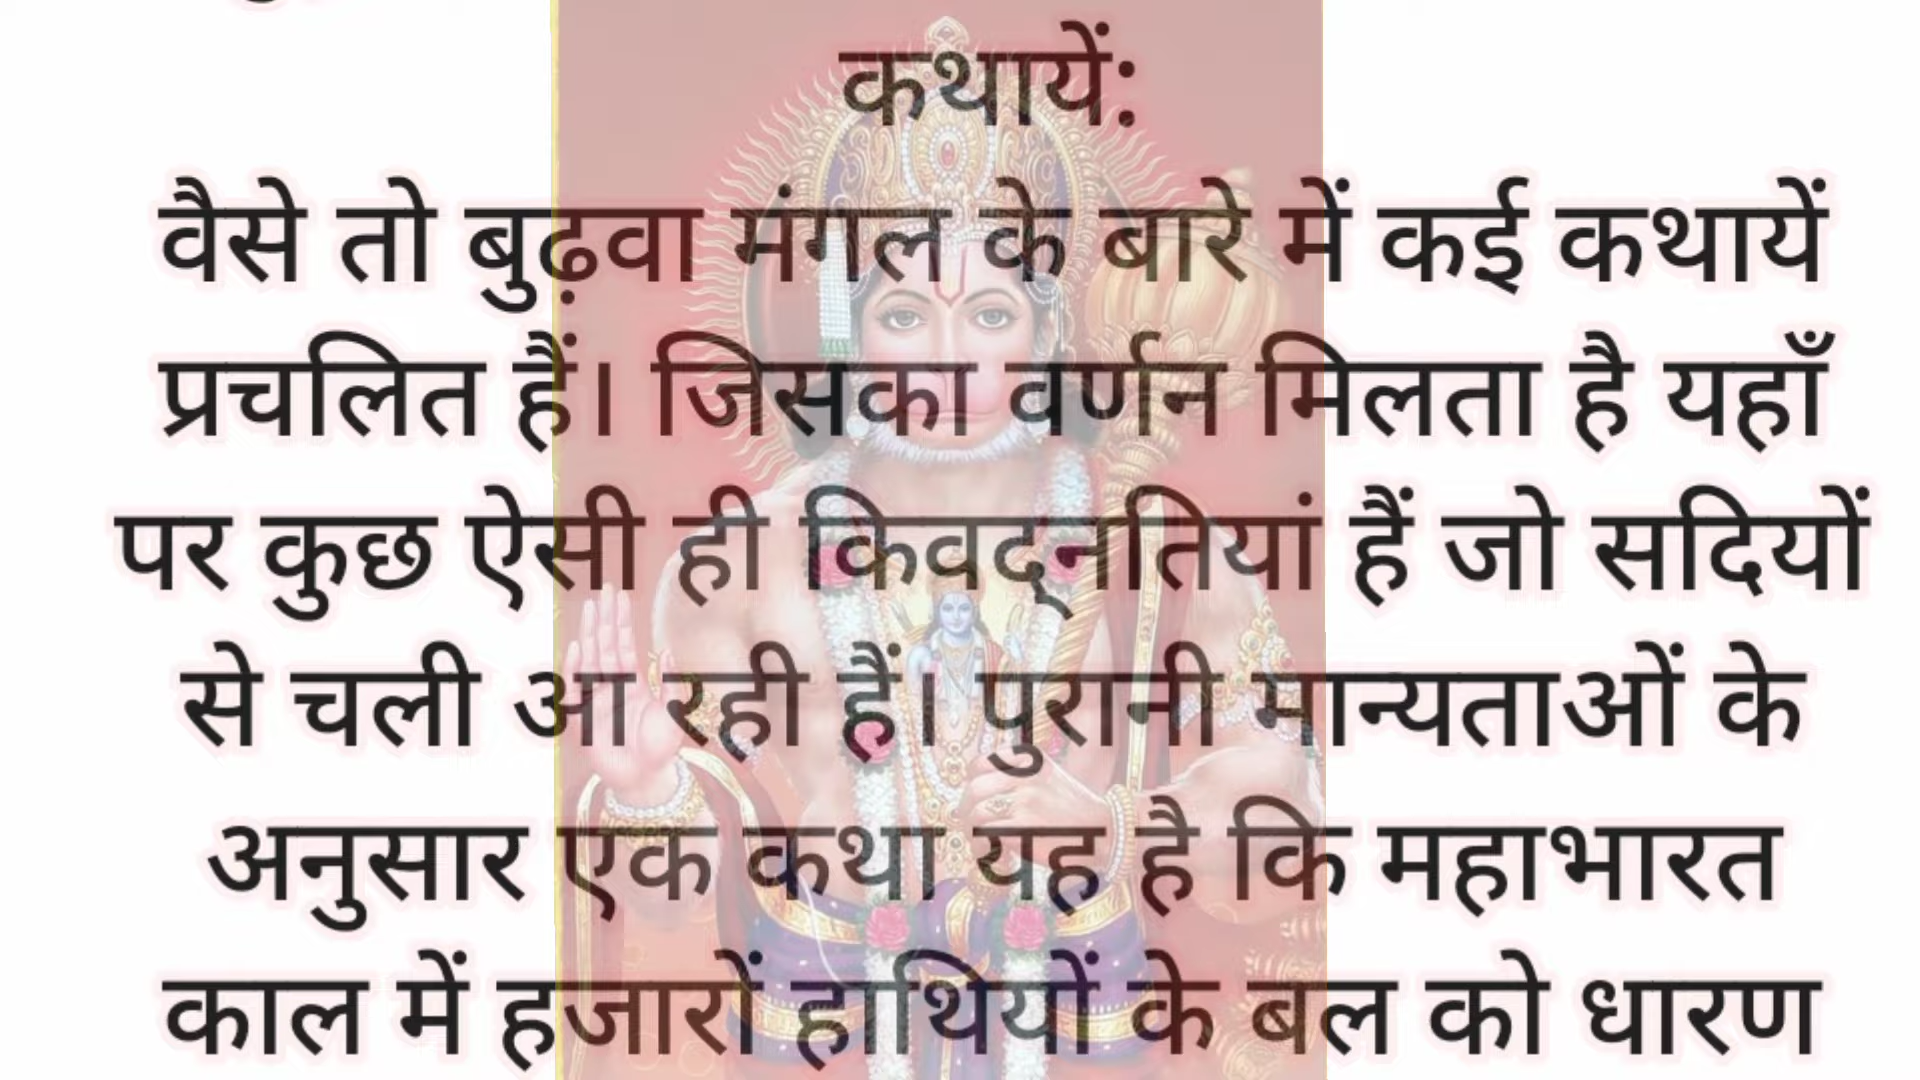 कथायें:
वैसे तो बुढ़वा मंगल के बारे में कई कथायें
प्रचलित हैं। जिसका वर्णन मिलता है यहाँ
पर कुछ ऐसी ही किवद्नतियां हैं जो सदियों
से चली आ रही हैं। पुरानी मान्यताओं के
अनुसार एक कथा यह है कि महाभारत
काल में हजारों हाथियों के बल को धारण